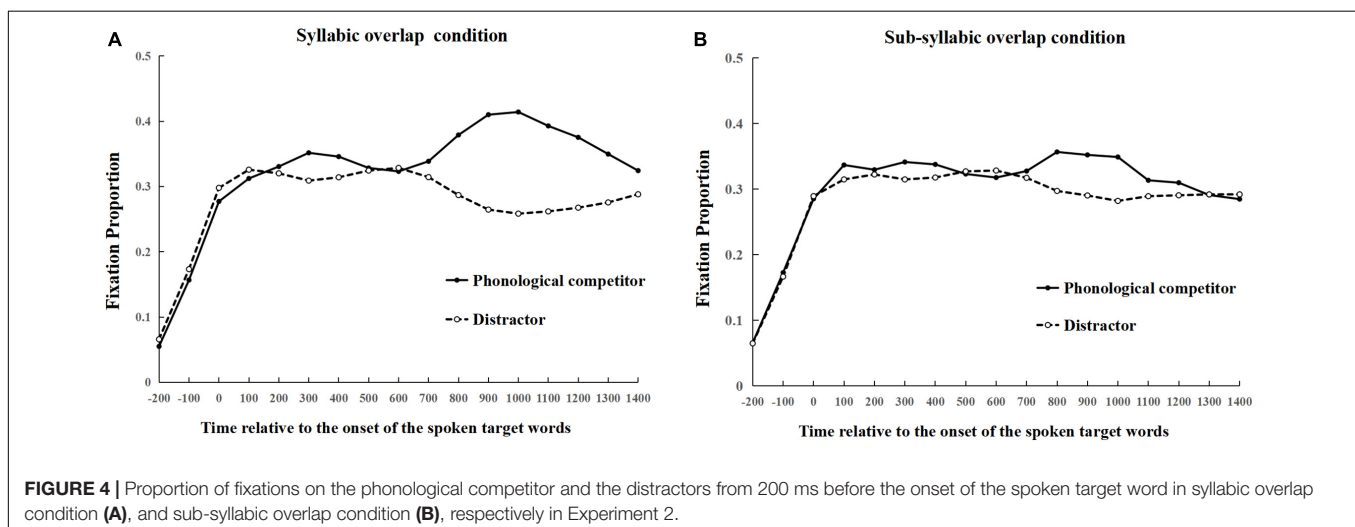 A
Syllabic overlap condition
0.5
0.4
0.3
0.2
0.1
0
Fixation Proportion
Phonological competitor
Distractor
-200 -100 0 100 200 300 400 500 600 700 800 900 1000 1100 1200 1300 1400
Time relative to the onset of the spoken target words
B
Sub-syllabic overlap condition
0.5
0.4
0.3
0.2
0.1
0
Fixation Proportion
Phonological competitor
Distractor
-200 -100 0 100 200 300 400 500 600 700 800 900 1000 1100 1200 1300 1400
Time relative to the onset of the spoken target words
FIGURE 4 | Proportion of fixations on the phonological competitor and the distractors from 200 ms before the onset of the spoken target word in syllabic overlap
condition (A), and sub-syllabic overlap condition (B), respectively in Experiment 2.